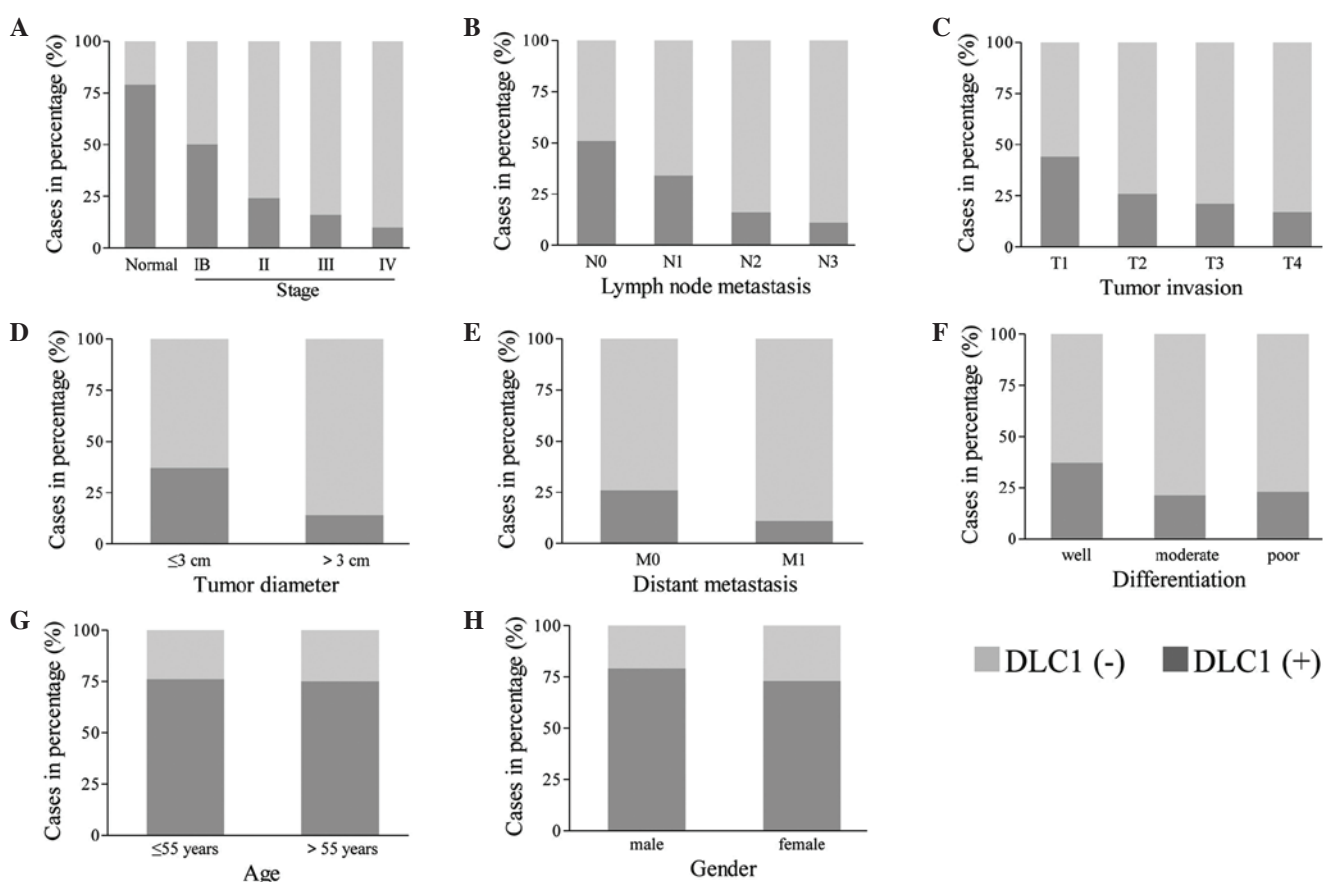 A
Cases in percentage (%)
100
75
50
25
0
Normal IB II III IV
Stage
B
Cases in percentage (%)
100
75
50
25
0
N0 N1 N2 N3
Lymph node metastasis
C
Cases in percentage (%)
100
75
50
25
0
T1 T2 T3 T4
Tumor invasion
D
Cases in percentage (%)
100
75
50
25
0
≤3 cm > 3 cm
Tumor diameter
E
Cases in percentage (%)
100
75
50
25
0
M0 M1
Distant metastasis
F
Cases in percentage (%)
100
75
50
25
0
well moderate poor
Differentiation
G
Cases in percentage (%)
100
75
50
25
0
≤55 years > 55 years
Age
H
Cases in percentage (%)
100
75
50
25
0
male female
Gender
DLC1 (-) DLC1 (+)